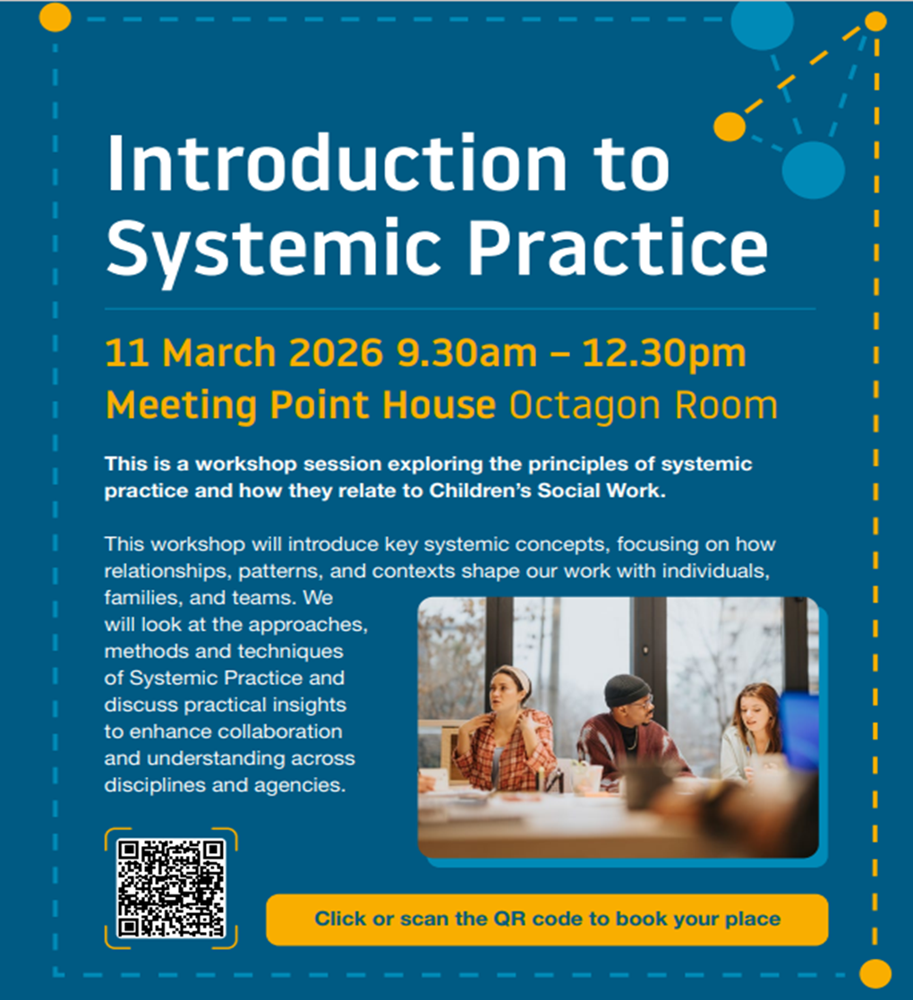 Introduction to
Systemic Practice
11 March 2026 9.30am – 12.30pm
Meeting Point House Octagon Room
This is a workshop session exploring the principles of systemic
practice and how they relate to Children’s Social Work.
This workshop will introduce key systemic concepts, focusing on how
relationships, patterns, and contexts shape our work with individuals,
families, and teams. We
will look at the approaches,
methods and techniques
of Systemic Practice and
discuss practical insights
to enhance collaboration
and understanding across
disciplines and agencies.
Click or scan the QR code to book your place